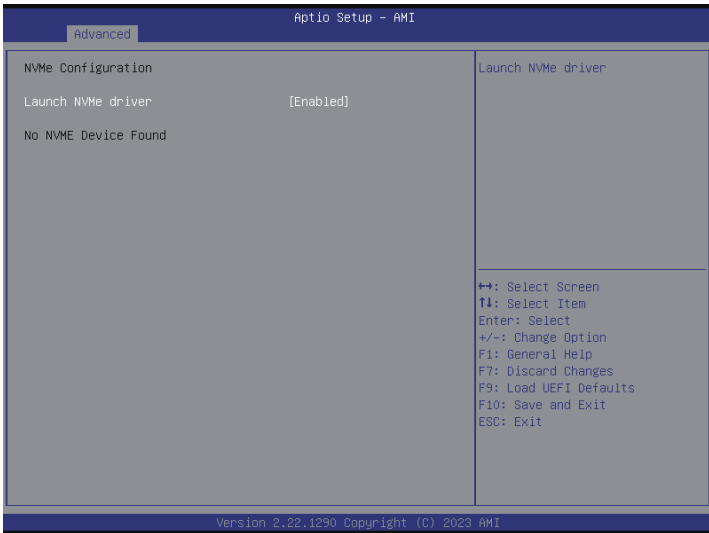 Aptio Setup – AMI
Advanced
NVMe Configuration
Launch NVMe driver [Enabled]
No NVME Device Found
Launch NVMe driver
↔: Select Screen
↑↓: Select Item
Enter: Select
+/-: Change Option
F1: General Help
F7: Discard Changes
F9: Load UEFI Defaults
F10: Save and Exit
ESC: Exit
Version 2.22.1290 Copyright (C) 2023 AMI